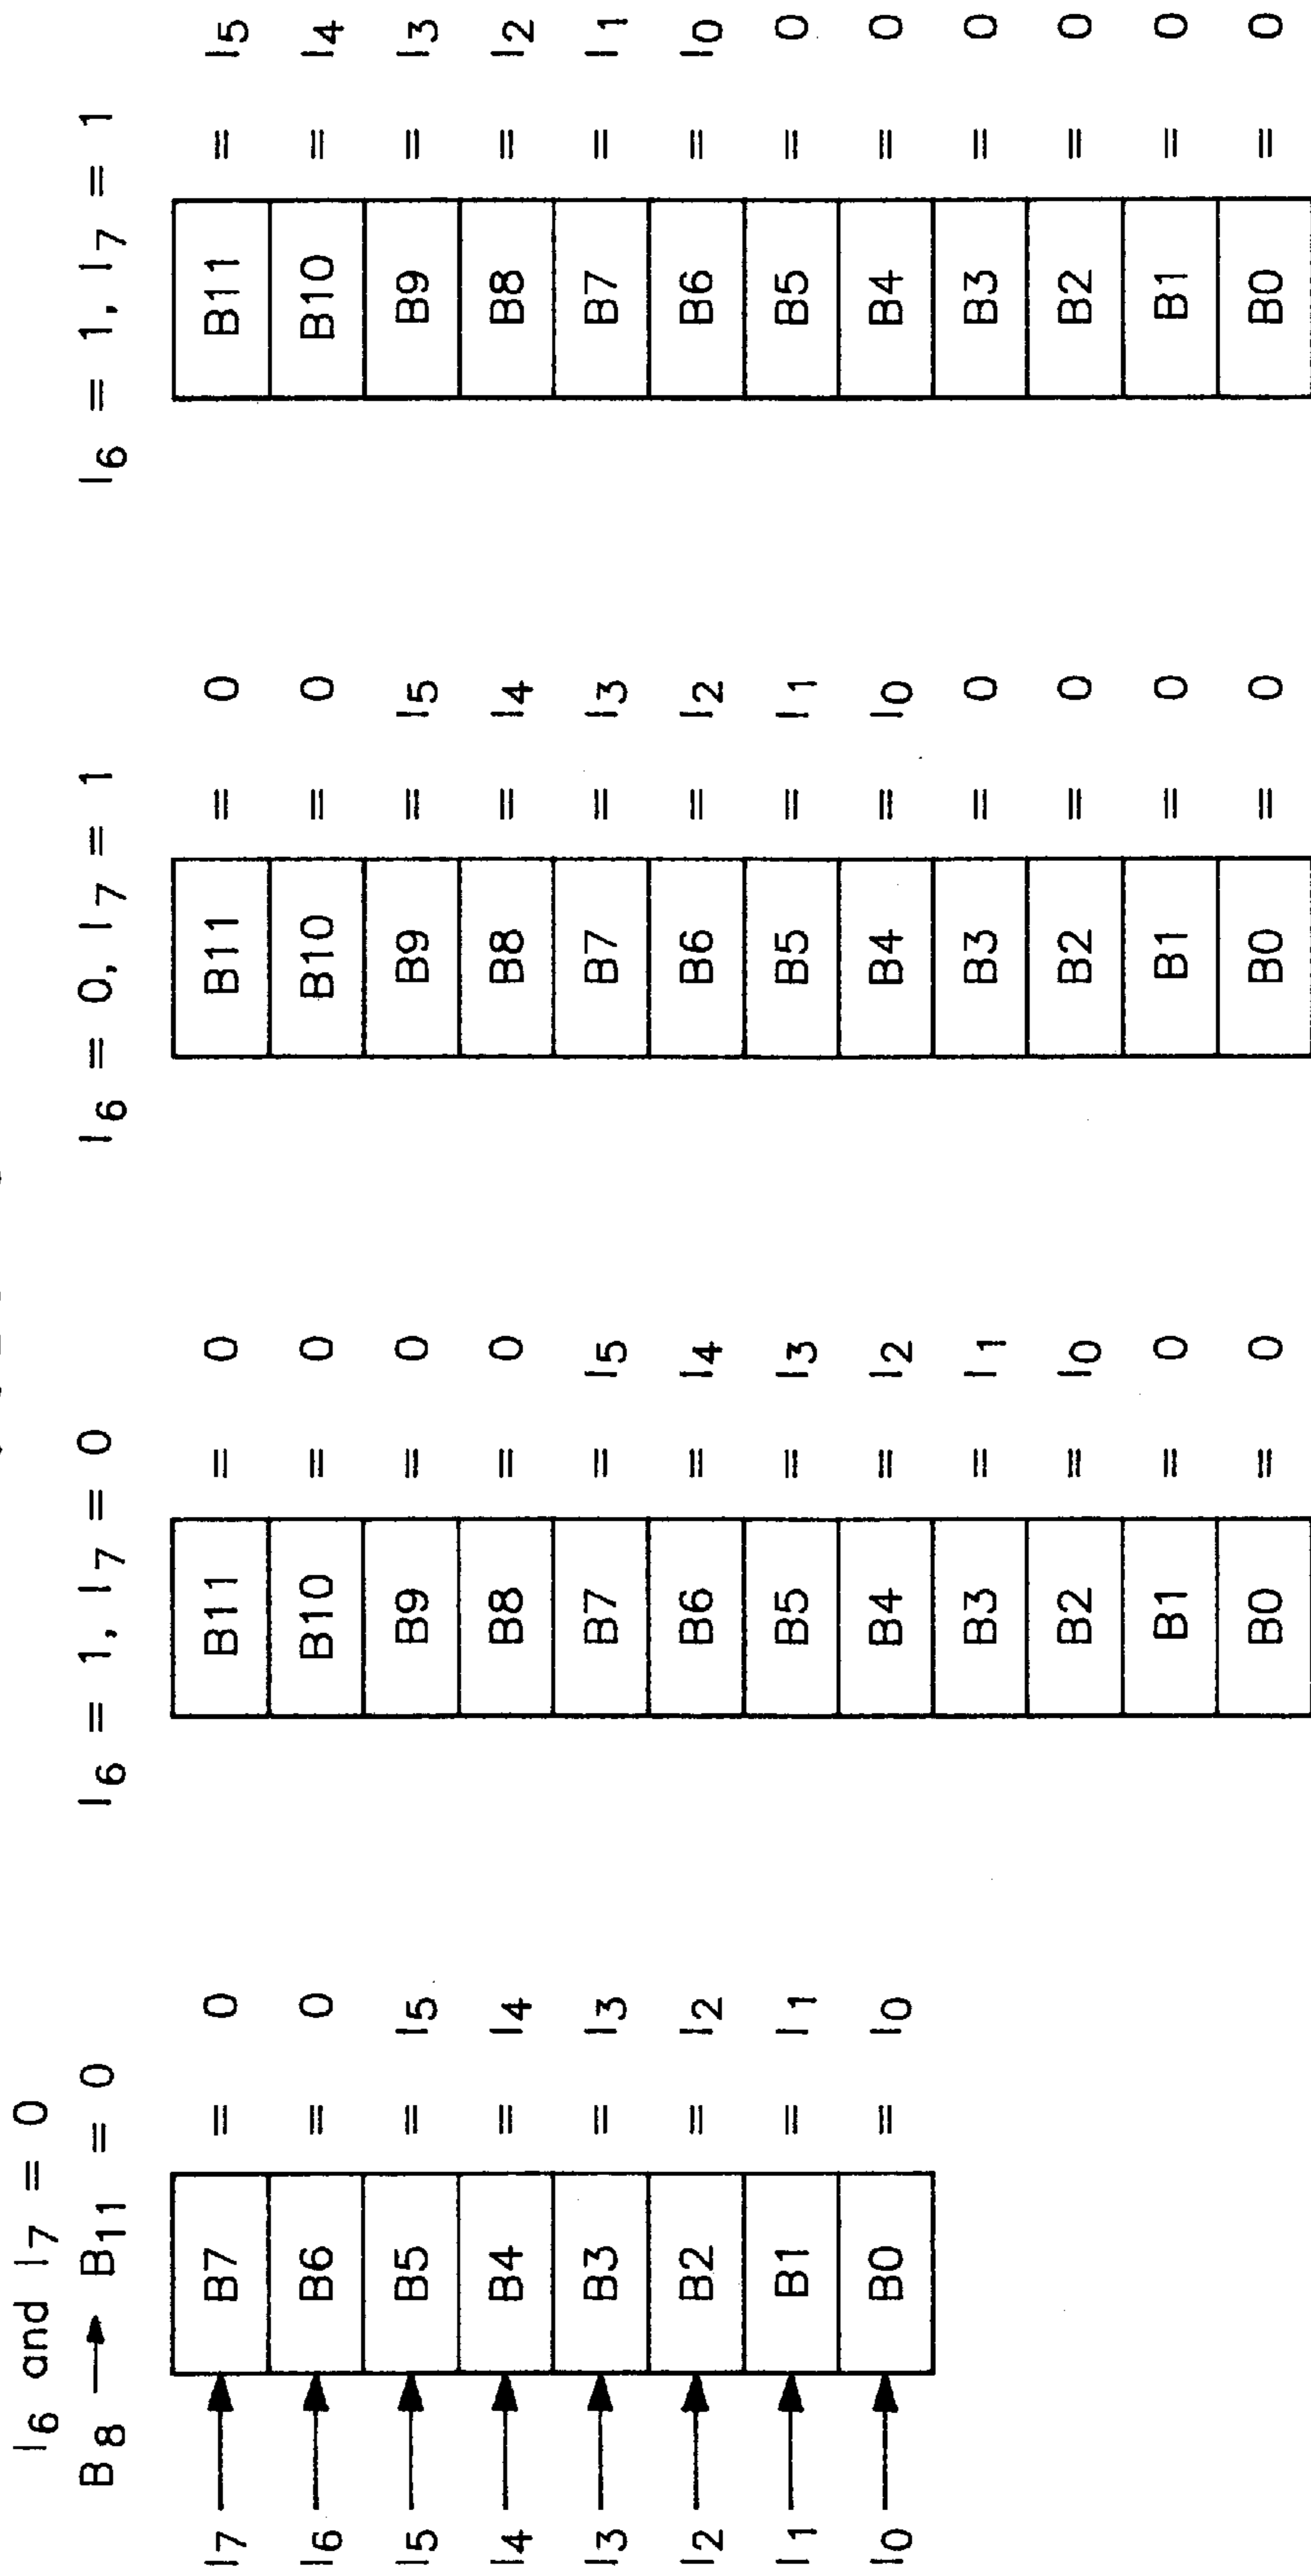 I6 and I7 = 0
B8 → B11 = 0
I7 → B7 = 0
I6 → B6 = 0
I5 → B5 = I5
I4 → B4 = I4
I3 → B3 = I3
I2 → B2 = I2
I1 → B1 = I1
I0 → B0 = I0
I6 = 1, I7 = 0
B11 = 0
B10 = 0
B9 = 0
B8 = 0
B7 = I5
B6 = I4
B5 = I3
B4 = I2
B3 = I1
B2 = I0
B1 = 0
B0 = 0
I6 = 0, I7 = 1
B11 = 0
B10 = 0
B9 = I5
B8 = I4
B7 = I3
B6 = I2
B5 = I1
B4 = I0
B3 = 0
B2 = 0
B1 = 0
B0 = 0
I6 = 1, I7 = 1
B11 = I5
B10 = I4
B9 = I3
B8 = I2
B7 = I1
B6 = I0
B5 = 0
B4 = 0
B3 = 0
B2 = 0
B1 = 0
B0 = 0